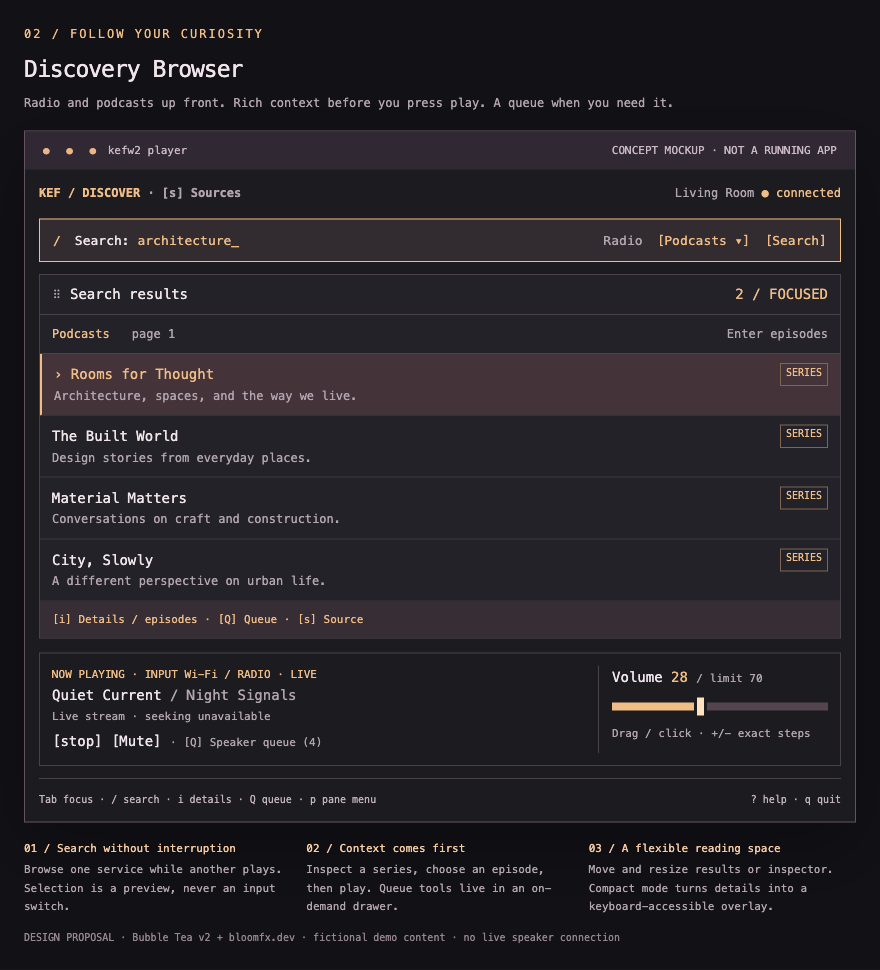 02 / FOLLOW YOUR CURIOSITY
Discovery Browser
Radio and podcasts up front. Rich context before you press play. A queue when you need it.
● ● ● kefw2 player CONCEPT MOCKUP · NOT A RUNNING APP
KEF / DISCOVER · [s] Sources Living Room ● connected
/ Search: architecture_ Radio [Podcasts ▾] [Search]
⠿ Search results 2 / FOCUSED
Podcasts page 1 Enter episodes
› Rooms for Thought SERIES
Architecture, spaces, and the way we live.
The Built World SERIES
Design stories from everyday places.
Material Matters SERIES
Conversations on craft and construction.
City, Slowly SERIES
A different perspective on urban life.
[i] Details / episodes · [Q] Queue · [s] Source
NOW PLAYING · INPUT Wi-Fi / RADIO · LIVE
Quiet Current / Night Signals
Live stream · seeking unavailable
[stop] [Mute] · [Q] Speaker queue (4)
Volume 28 / limit 70
Drag / click · +/− exact steps
Tab focus · / search · i details · Q queue · p pane menu ? help · q quit
01 / Search without interruption
Browse one service while another plays.
Selection is a preview, never an input
switch.
02 / Context comes first
Inspect a series, choose an episode,
then play. Queue tools live in an on-
demand drawer.
03 / A flexible reading space
Move and resize results or inspector.
Compact mode turns details into a
keyboard-accessible overlay.
DESIGN PROPOSAL · Bubble Tea v2 + bloomfx.dev · fictional demo content · no live speaker connection